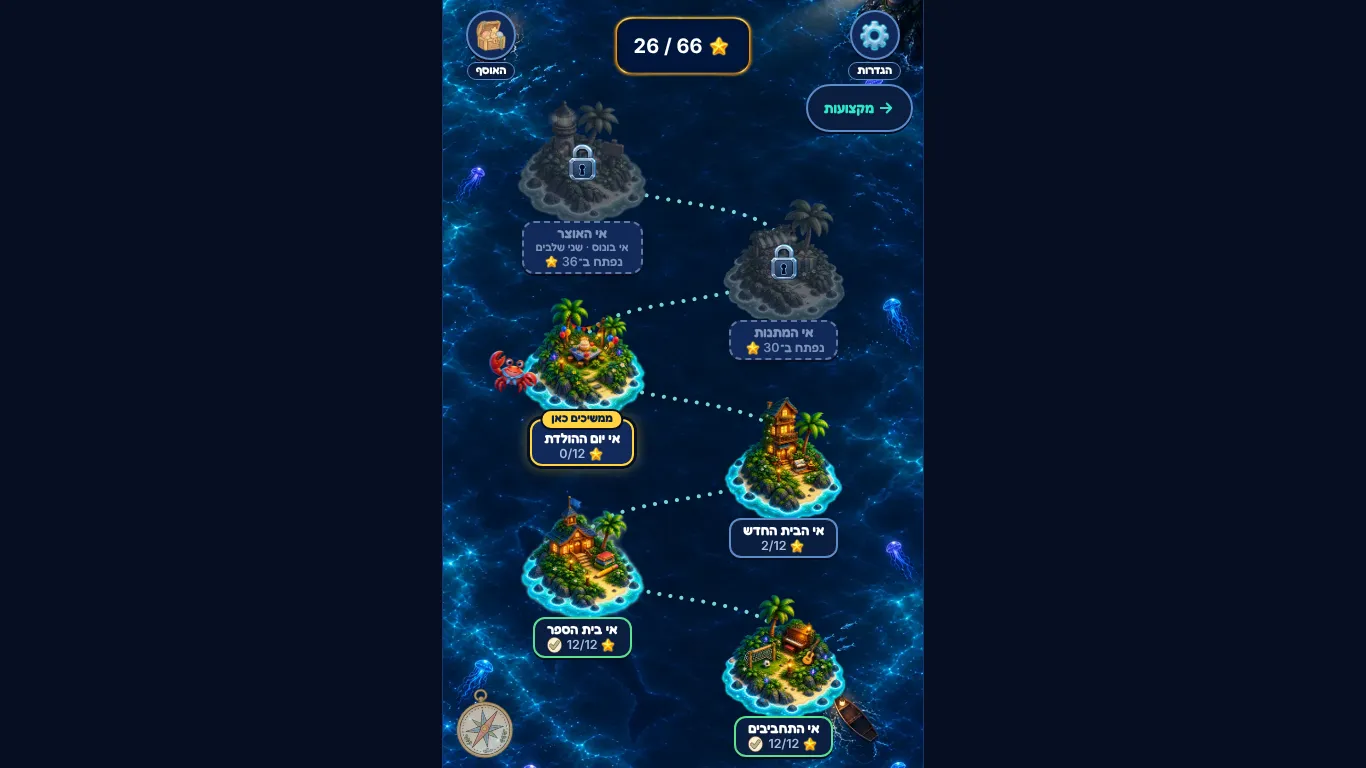 האוסף
26 / 66
הגדרות
מקצועות →
אי האוצר
אי בונוס · שני שלבים
נפתח ב־36
אי המתנות
נפתח ב־30
ממשיכים כאן
אי יום ההולדת
0/12
אי הבית החדש
2/12
אי בית הספר
12/12
אי התחביבים
12/12